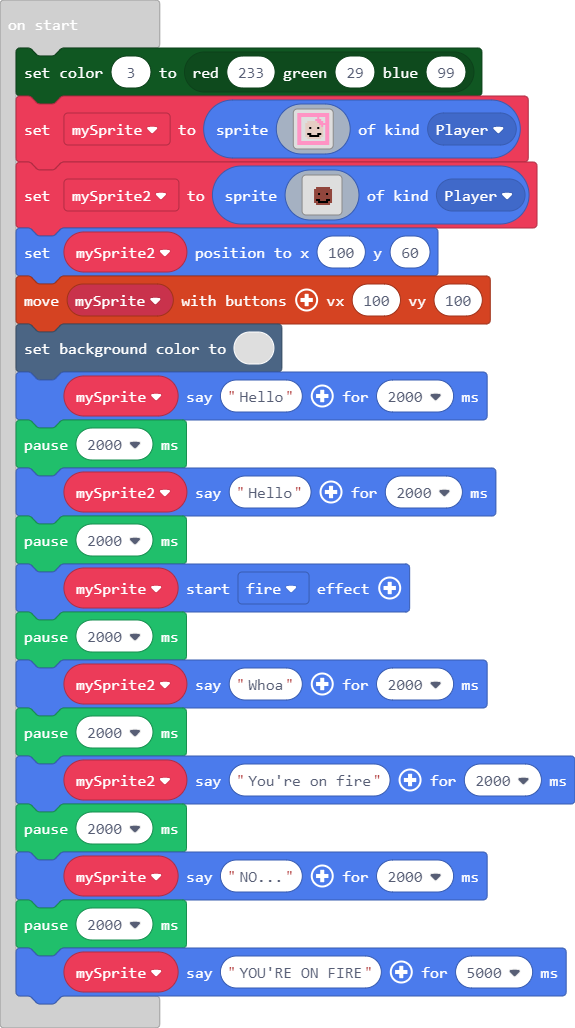 on start
set color 3 to red 233 green 29 blue 99
set mySprite to sprite of kind Player
set mySprite2 to sprite of kind Player
set mySprite2 position to x 100 y 60
move mySprite with buttons + vx 100 vy 100
set background color to
mySprite say "Hello" + for 2000 ms
pause 2000 ms
mySprite2 say "Hello" + for 2000 ms
pause 2000 ms
mySprite start fire effect +
pause 2000 ms
mySprite2 say "Whoa" + for 2000 ms
pause 2000 ms
mySprite2 say "You're on fire" + for 2000 ms
pause 2000 ms
mySprite say "NO..." + for 2000 ms
pause 2000 ms
mySprite say "YOU'RE ON FIRE" + for 5000 ms